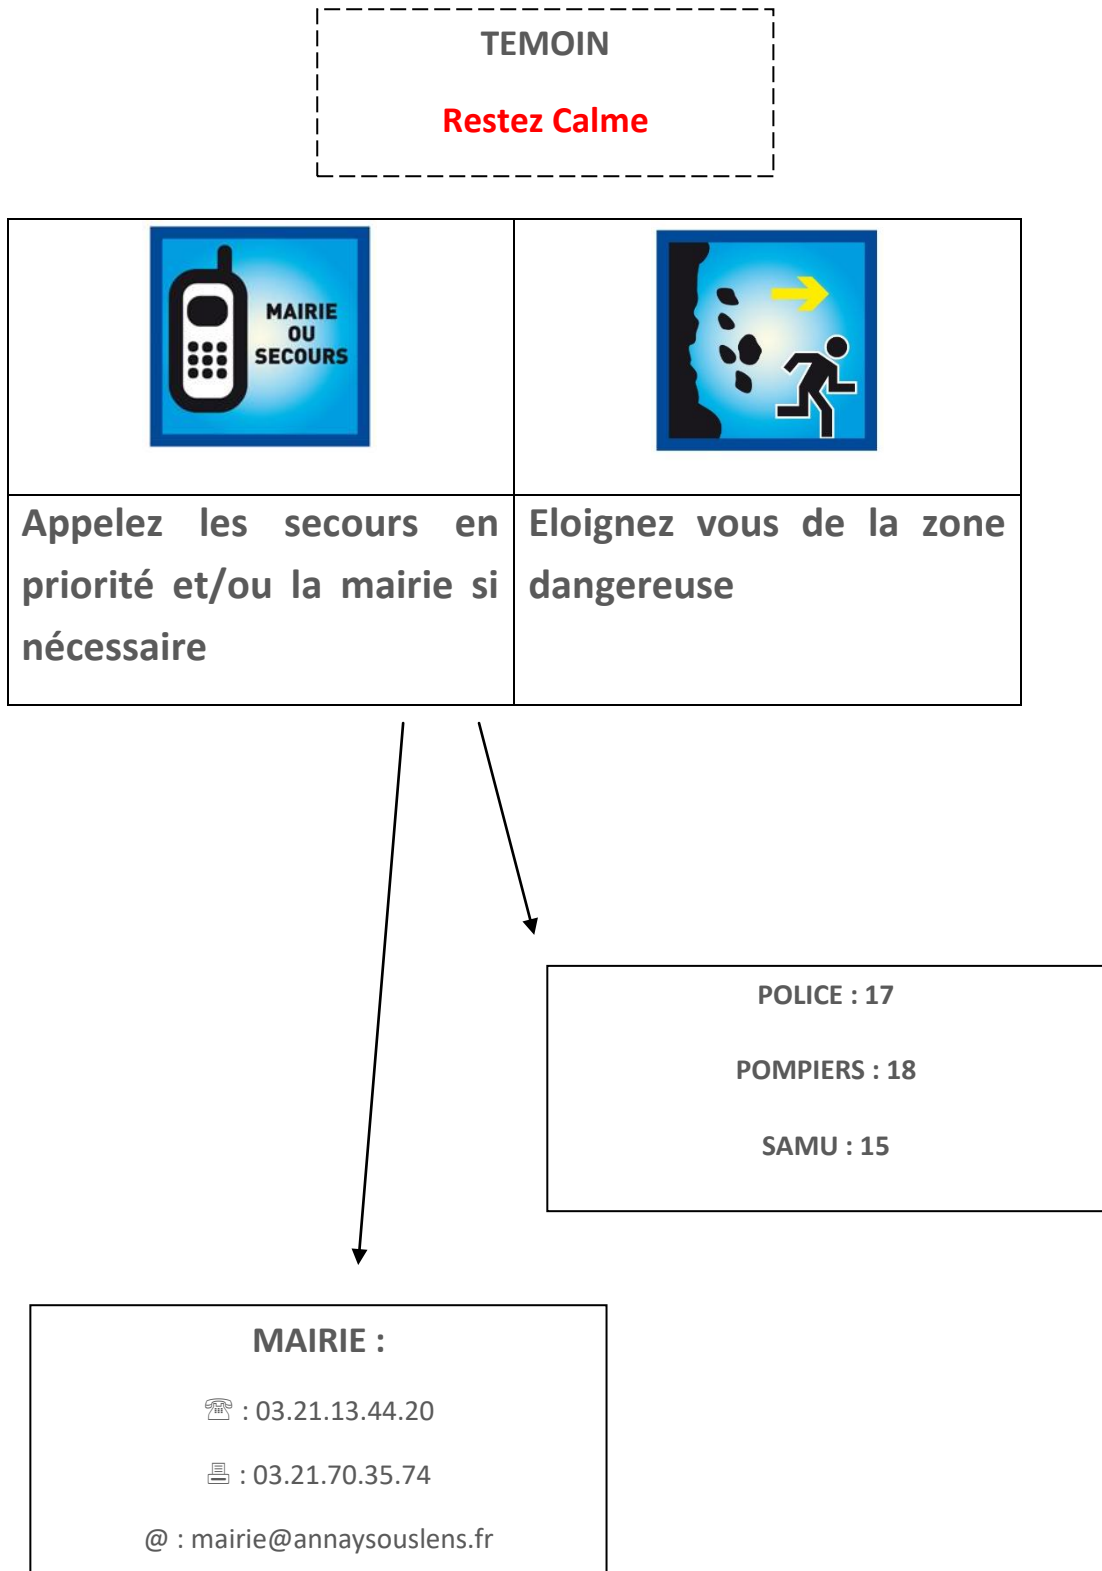 TEMOIN
Restez Calme
MAIRIE
OU
SECOURS
Appelez les secours en
priorité et/ou la mairie si
nécessaire
Eloignez vous de la zone
dangereuse
POLICE : 17
POMPIERS : 18
SAMU : 15
MAIRIE :
☏ : 03.21.13.44.20
🖷 : 03.21.70.35.74
@ : mairie@annaysouslens.fr